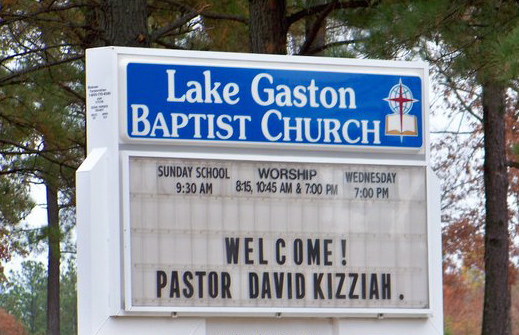 Lake Gaston
BAPTIST CHURCH
SUNDAY SCHOOL WORSHIP WEDNESDAY
9:30 AM 8:15, 10:45 AM & 7:00 PM 7:00 PM
WELCOME!
PASTOR DAVID KIZZIAH.